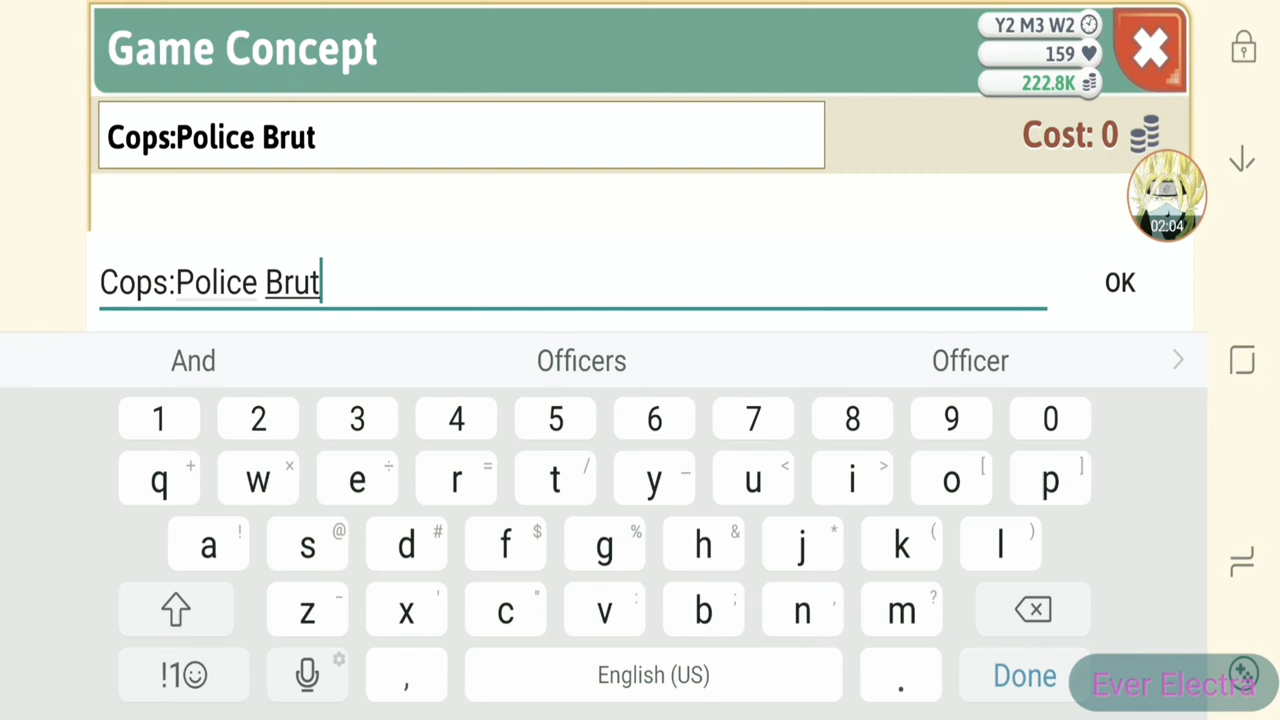 Game Concept
Y2 M3 W2
159
222.8K
Cops:Police Brut
Cost: 0
02:04
Cops:Police Brut
OK
And Officers Officer
1 2 3 4 5 6 7 8 9 0
q + w × e ÷ r = t / y _ u < i > o [ p ]
a ! s @ d # f $ g % h & j * k ( l )
z - x ' c " v : b ; n , m ?
!1☺ , English (US) . Done
Ever Electra